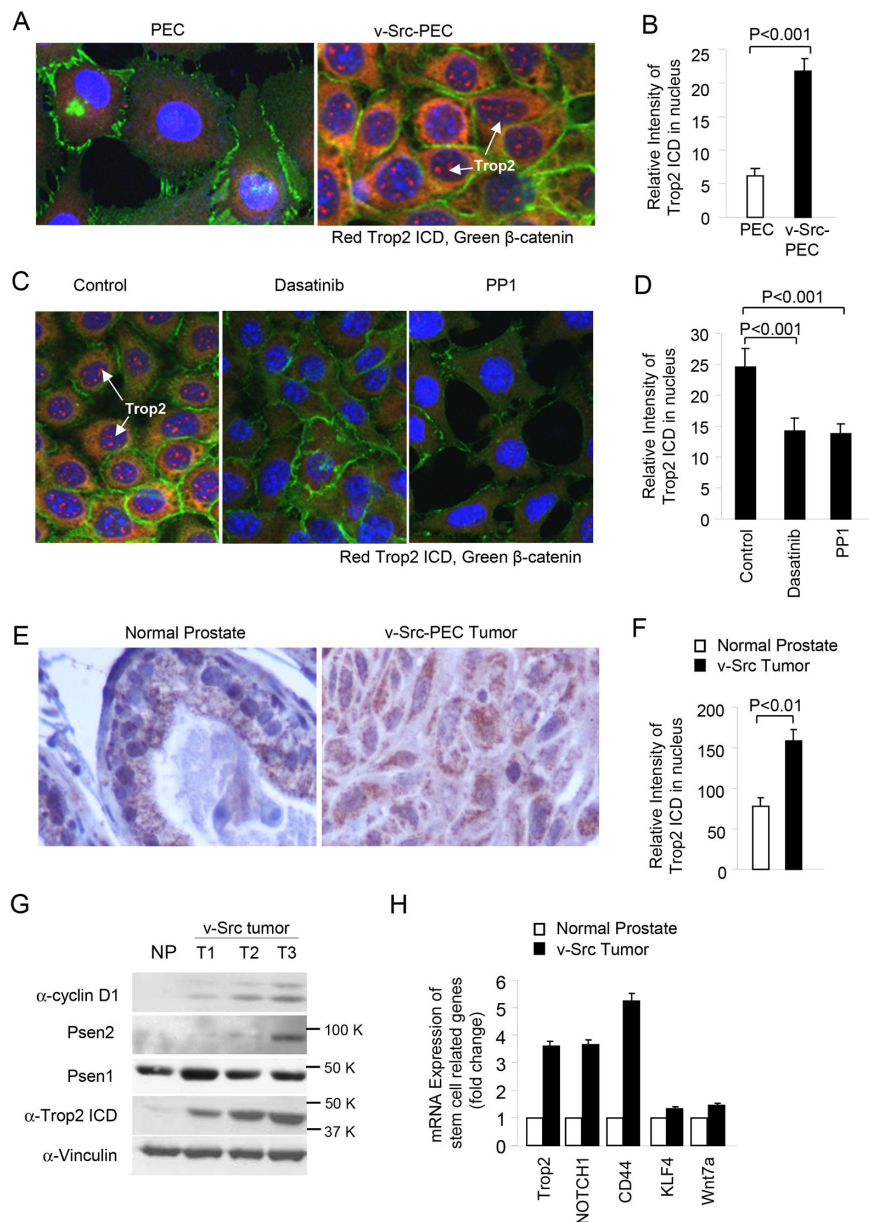 A
PEC
v-Src-PEC
Trop2
Red Trop2 ICD, Green β-catenin
B
P<0.001
Relative Intensity of
Trop2 ICD in nucleus
25
20
15
10
5
0
PEC
v-Src-
PEC
C
Control
Dasatinib
PP1
Trop2
Red Trop2 ICD, Green β-catenin
D
P<0.001
P<0.001
Relative Intensity of
Trop2 ICD in nucleus
30
25
20
15
10
5
0
Control
Dasatinib
PP1
E
Normal Prostate
v-Src-PEC Tumor
F
Normal Prostate
v-Src Tumor
P<0.01
Relative Intensity of
Trop2 ICD in nucleus
200
150
100
50
0
G
v-Src tumor
NP T1 T2 T3
α-cyclin D1
Psen2
100 K
Psen1
50 K
α-Trop2 ICD
50 K
37 K
α-Vinculin
H
Normal Prostate
v-Src Tumor
mRNA Expression of
stem cell related genes
(fold change)
6
5
4
3
2
1
0
Trop2
NOTCH1
CD44
KLF4
Wnt7a